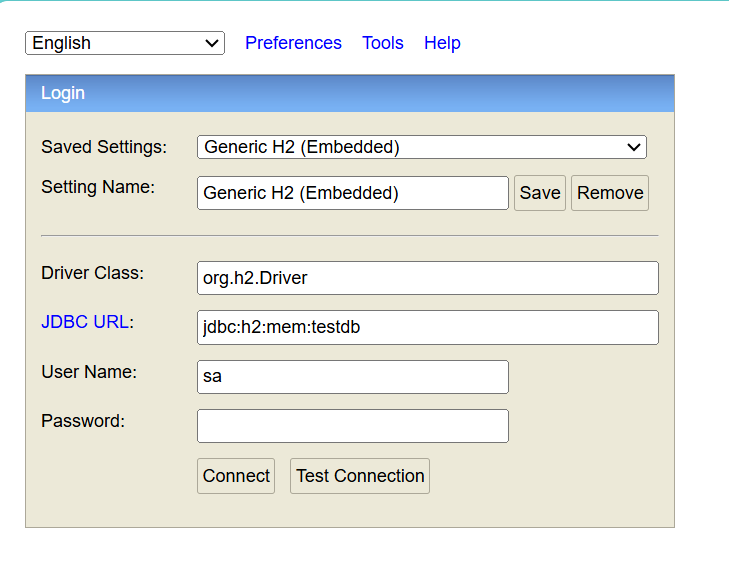 English Preferences Tools Help
Login
Saved Settings: Generic H2 (Embedded)
Setting Name: Generic H2 (Embedded) Save Remove
Driver Class: org.h2.Driver
JDBC URL: jdbc:h2:mem:testdb
User Name: sa
Password:
Connect Test Connection